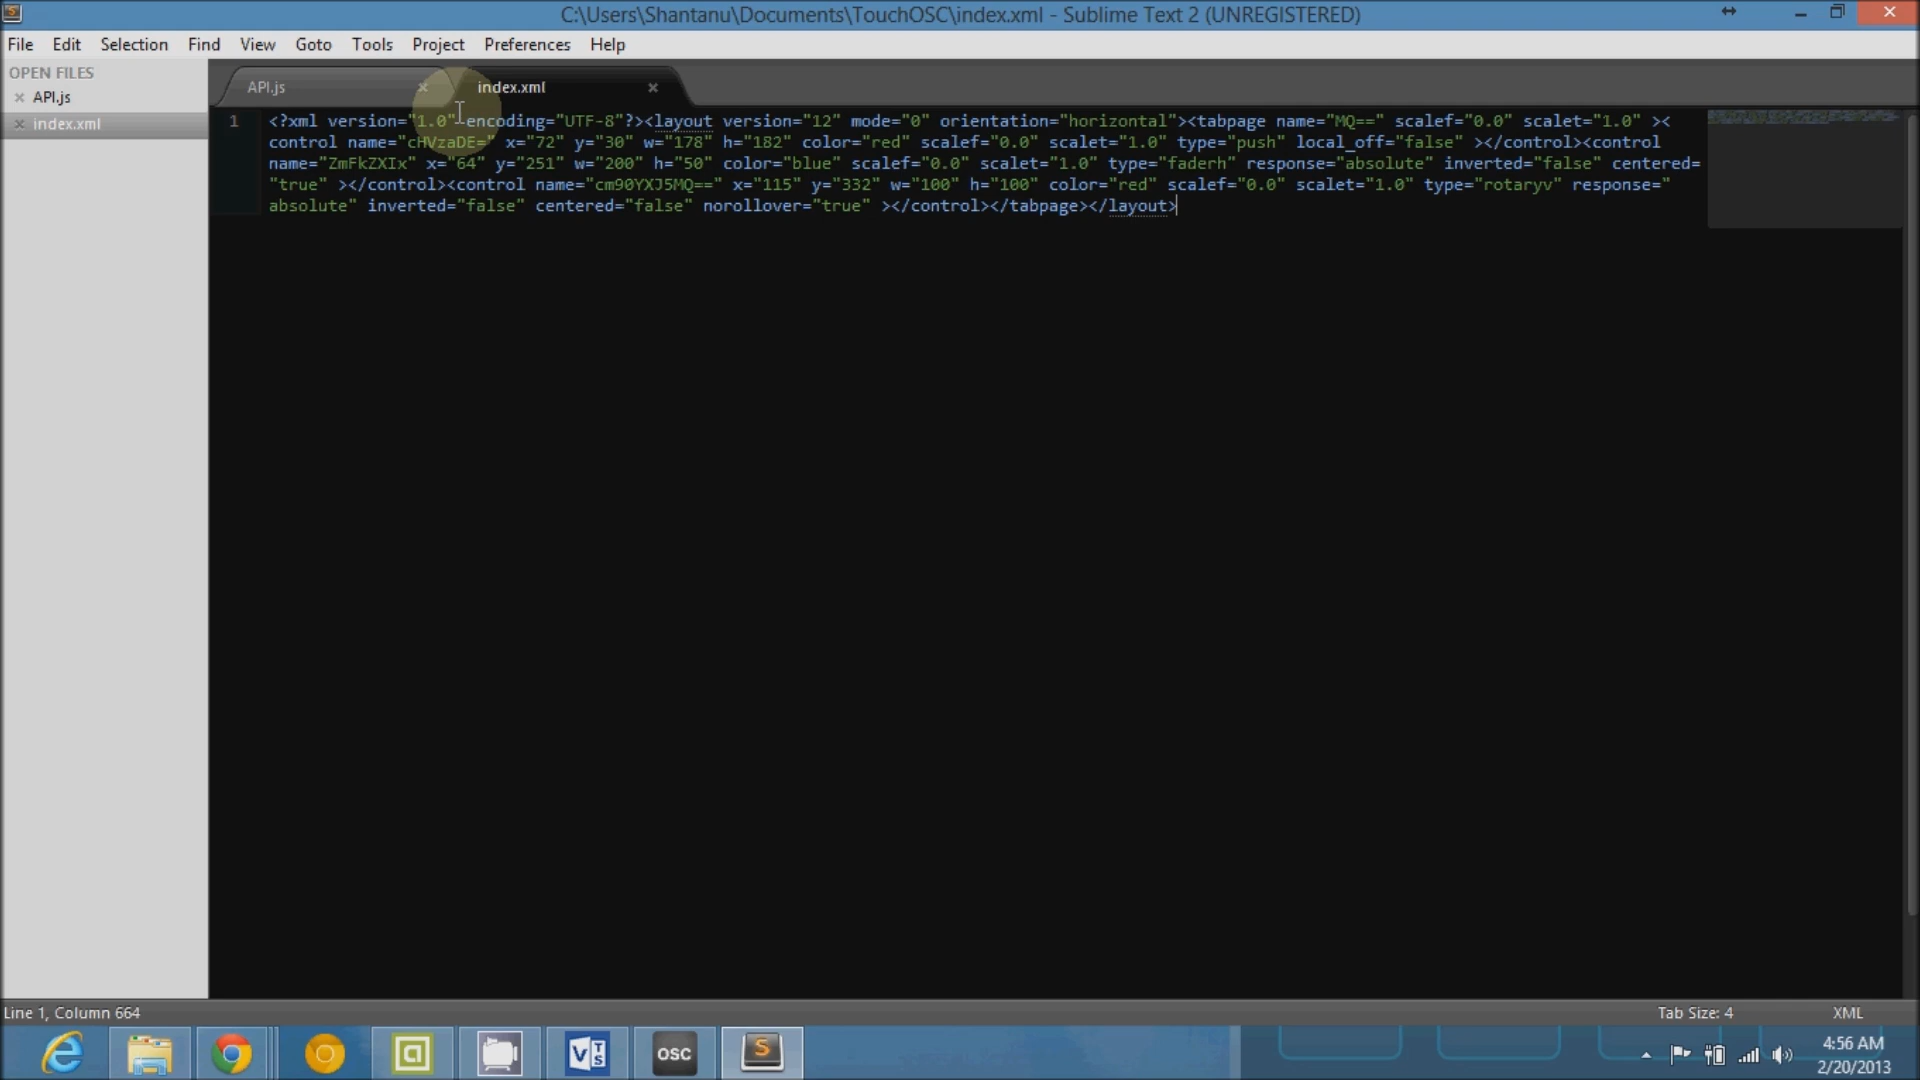 C:\Users\Shantanu\Documents\TouchOSC\index.xml - Sublime Text 2 (UNREGISTERED)
File Edit Selection Find View Goto Tools Project Preferences Help
OPEN FILES
API.js
index.xml
API.js index.xml
1 <?xml version="1.0" encoding="UTF-8"?><layout version="12" mode="0" orientation="horizontal"><tabpage name="MQ==" scalef="0.0" scalet="1.0" ><
control name="cHVzaDE=" x="72" y="30" w="178" h="182" color="red" scalef="0.0" scalet="1.0" type="push" local_off="false" ></control><control
name="ZmFkZXIx" x="64" y="251" w="200" h="50" color="blue" scalef="0.0" scalet="1.0" type="faderh" response="absolute" inverted="false" centered=
"true" ></control><control name="cm90YXJ5MQ==" x="115" y="332" w="100" h="100" color="red" scalef="0.0" scalet="1.0" type="rotaryv" response="
absolute" inverted="false" centered="false" norollover="true" ></control></tabpage></layout>
Line 1, Column 664
Tab Size: 4
XML
OSC
4:56 AM
2/20/2013